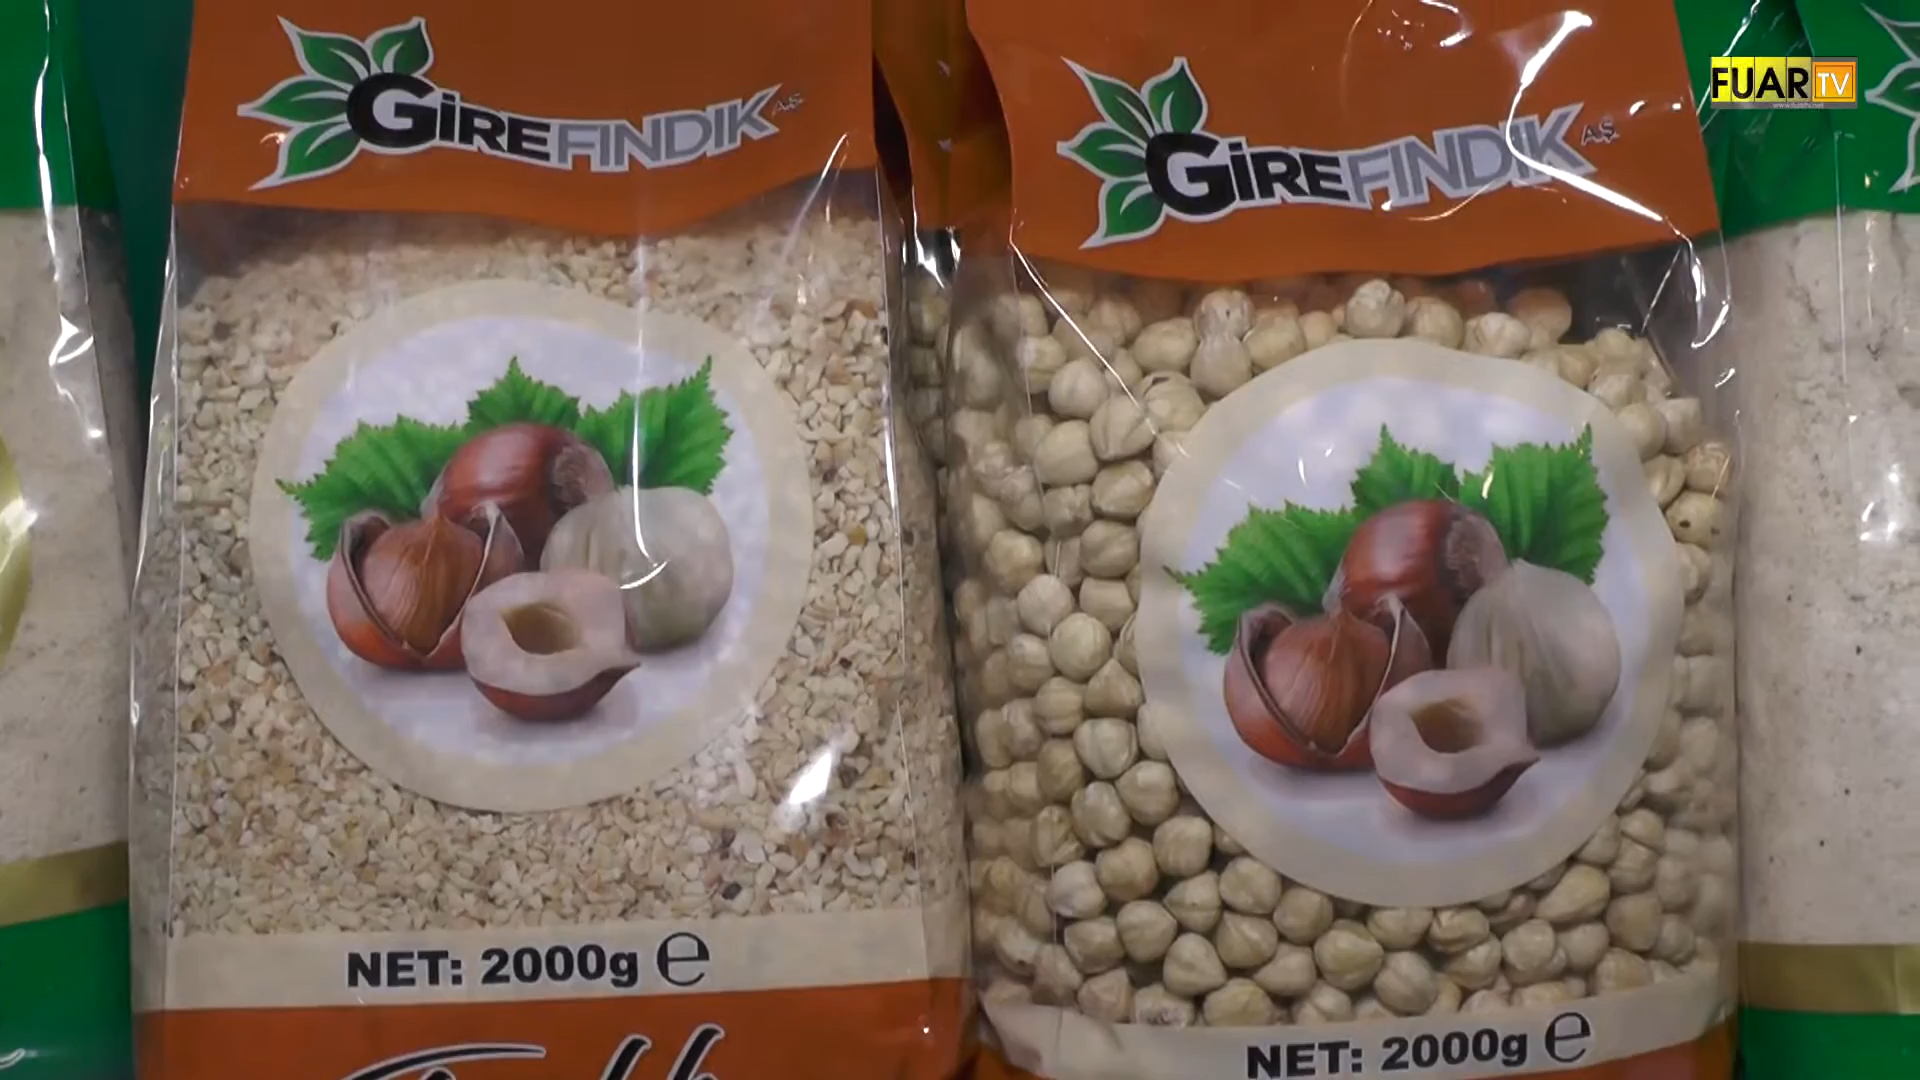 GİREFINDIK A.Ş.
NET: 2000g ℮
GİREFINDIK A.Ş.
NET: 2000g ℮
FUAR TV